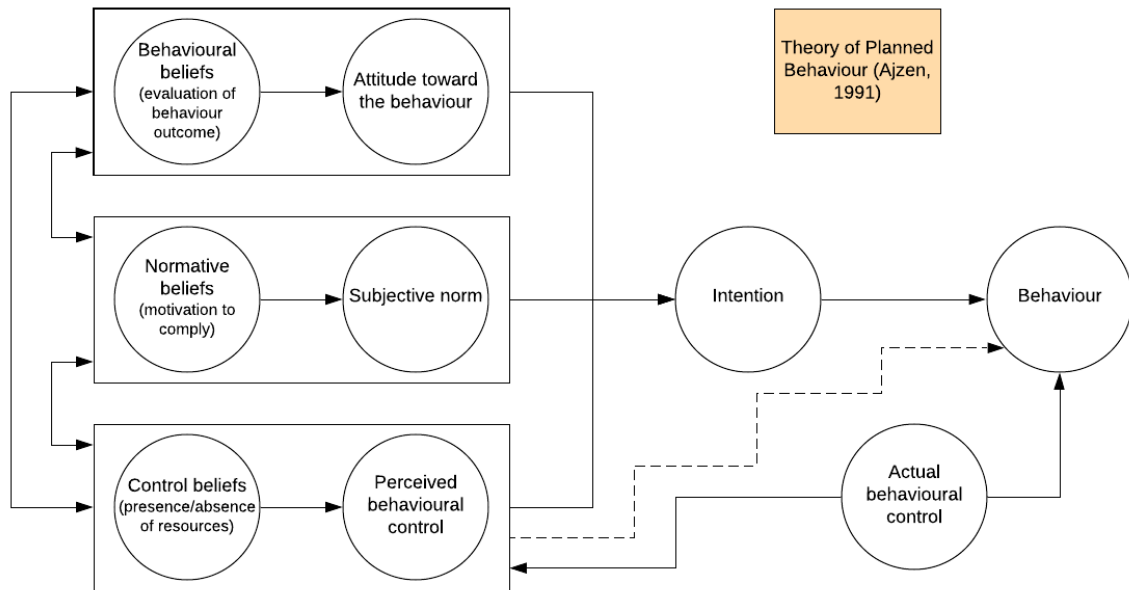 Behavioural
beliefs
(evaluation of
behaviour
outcome)
Attitude toward
the behaviour
Theory of Planned
Behaviour (Ajzen,
1991)
Normative
beliefs
(motivation to
comply)
Subjective norm
Intention
Behaviour
Control beliefs
(presence/absence
of resources)
Perceived
behavioural
control
Actual
behavioural
control